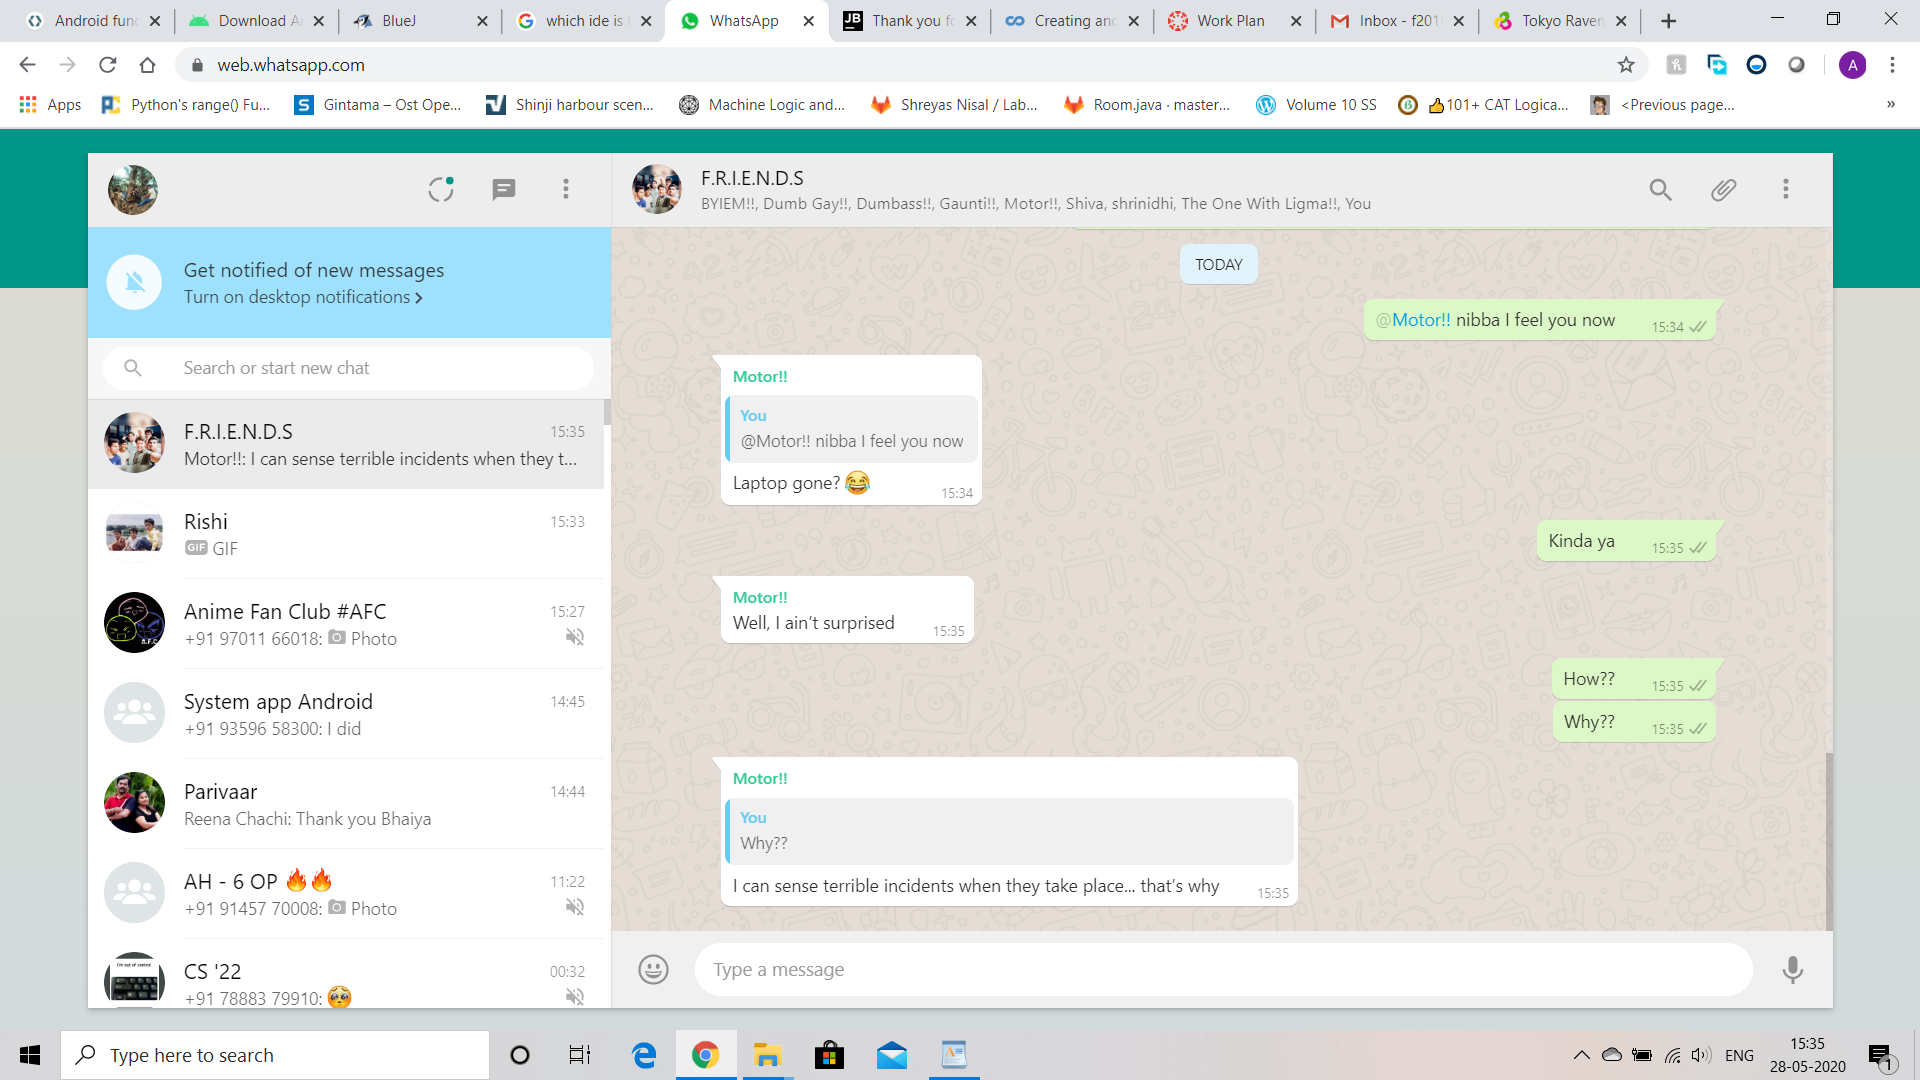 Android fun
Download A
BlueJ
which ide is
WhatsApp
Thank you fo
Creating and
Work Plan
Inbox - f201
Tokyo Raven
web.whatsapp.com
A
Apps
Python's range() Fu...
Gintama – Ost Ope...
Shinji harbour scen...
Machine Logic and...
Shreyas Nisal / Lab...
Room.java · master...
Volume 10 SS
👍101+ CAT Logica...
<Previous page...
»
F.R.I.E.N.D.S
BYIEM!!, Dumb Gay!!, Dumbass!!, Gaunti!!, Motor!!, Shiva, shrinidhi, The One With Ligma!!, You
Get notified of new messages
Turn on desktop notifications >
Search or start new chat
F.R.I.E.N.D.S 15:35
Motor!!: I can sense terrible incidents when they t...
Rishi 15:33
GIF GIF
Anime Fan Club #AFC 15:27
+91 97011 66018: Photo
System app Android 14:45
+91 93596 58300: I did
Parivaar 14:44
Reena Chachi: Thank you Bhaiya
AH - 6 OP 🔥🔥 11:22
+91 91457 70008: Photo
CS '22 00:32
+91 78883 79910: 🥺
TODAY
@Motor!! nibba I feel you now 15:34
Motor!!
You
@Motor!! nibba I feel you now
Laptop gone? 😂 15:34
Kinda ya 15:35
Motor!!
Well, I ain't surprised 15:35
How?? 15:35
Why?? 15:35
Motor!!
You
Why??
I can sense terrible incidents when they take place... that's why 15:35
Type a message
Type here to search
ENG
15:35
28-05-2020
1